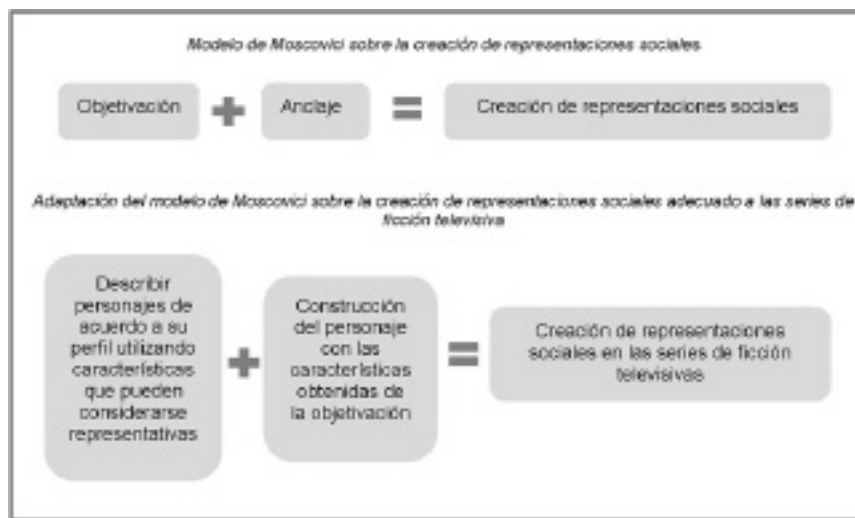 Modelo de Moscovici sobre la creación de representaciones sociales
Objetivación + Anclaje = Creación de representaciones sociales
Adaptación del modelo de Moscovici sobre la creación de representaciones sociales adecuado a las series de
ficción televisiva
Describir
personajes de
acuerdo a su
perfil utilizando
características
que pueden
considerarse
representativas
+
Construcción
del personaje
con las
características
obtenidas de
la objetivación
=
Creación de representaciones
sociales en las series de ficción
televisivas